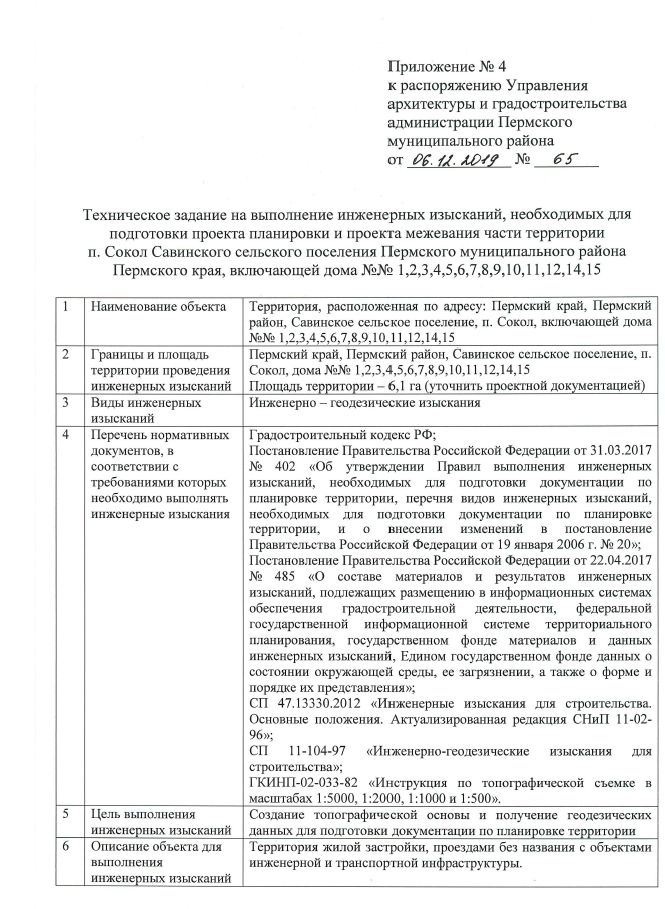 Приложение № 4
к распоряжению Управления
архитектуры и градостроительства
администрации Пермского
муниципального района
от 06.12.2019 № 65
Техническое задание на выполнение инженерных изысканий, необходимых для
подготовки проекта планировки и проекта межевания части территории
п. Сокол Савинского сельского поселения Пермского муниципального района
Пермского края, включающей дома №№ 1,2,3,4,5,6,7,8,9,10,11,12,14,15
1 Наименование объекта Территория, расположенная по адресу: Пермский край, Пермский
район, Савинское сельское поселение, п. Сокол, включающей дома
№№ 1,2,3,4,5,6,7,8,9,10,11,12,14,15
2 Границы и площадь Пермский край, Пермский район, Савинское сельское поселение, п.
территории проведения Сокол, дома №№ 1,2,3,4,5,6,7,8,9,10,11,12,14,15
инженерных изысканий Площадь территории – 6,1 га (уточнить проектной документацией)
3 Виды инженерных Инженерно – геодезические изыскания
изысканий
4 Перечень нормативных Градостроительный кодекс РФ;
документов, в Постановление Правительства Российской Федерации от 31.03.2017
соответствии с № 402 «Об утверждении Правил выполнения инженерных
требованиями которых изысканий, необходимых для подготовки документации по
необходимо выполнять планировке территории, перечня видов инженерных изысканий,
инженерные изыскания необходимых для подготовки документации по планировке
территории, и о внесении изменений в постановление
Правительства Российской Федерации от 19 января 2006 г. № 20»;
Постановление Правительства Российской Федерации от 22.04.2017
№ 485 «О составе материалов и результатов инженерных
изысканий, подлежащих размещению в информационных системах
обеспечения градостроительной деятельности, федеральной
государственной информационной системе территориального
планирования, государственном фонде материалов и данных
инженерных изысканий, Едином государственном фонде данных о
состоянии окружающей среды, ее загрязнении, а также о форме и
порядке их представления»;
СП 47.13330.2012 «Инженерные изыскания для строительства.
Основные положения. Актуализированная редакция СНиП 11-02-
96»;
СП 11-104-97 «Инженерно-геодезические изыскания для
строительства»;
ГКИНП-02-033-82 «Инструкция по топографической съемке в
масштабах 1:5000, 1:2000, 1:1000 и 1:500».
5 Цель выполнения Создание топографической основы и получение геодезических
инженерных изысканий данных для подготовки документации по планировке территории
6 Описание объекта для Территория жилой застройки, проездами без названия с объектами
выполнения инженерной и транспортной инфраструктуры.
инженерных изысканий